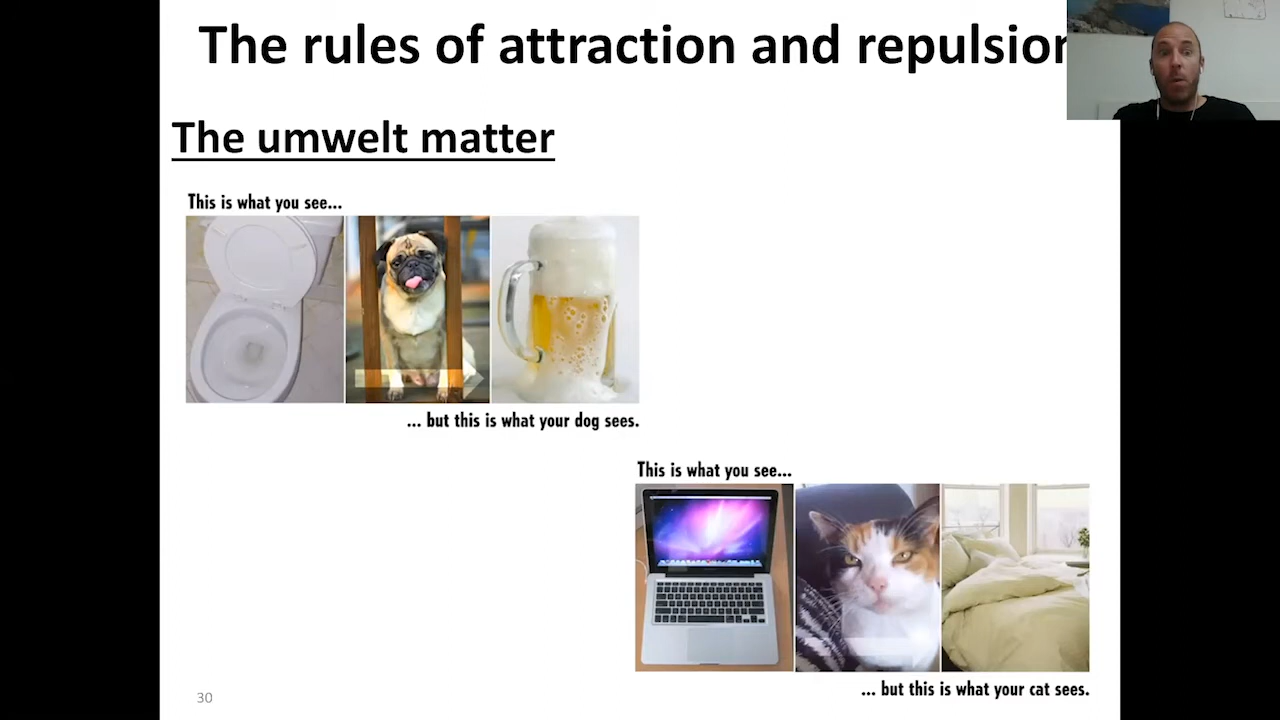 The rules of attraction and repulsion
The umwelt matter
This is what you see...
... but this is what your dog sees.
This is what you see...
... but this is what your cat sees.
30